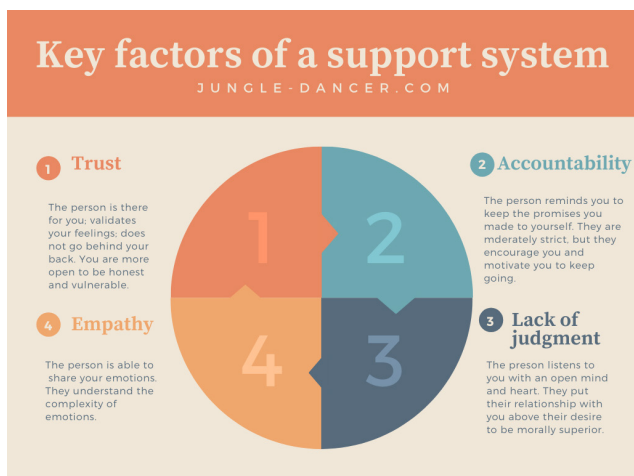 Key factors of a support system
JUNGLE-DANCER.COM
1 Trust
The person is there
for you; validates
your feelings; does
not go behind your
back. You are more
open to be honest
and vulnerable.
2 Accountability
The person reminds you to
keep the promises you
made to yourself. They are
mderately strict, but they
encourage you and
motivate you to keep
going.
3 Lack of
judgment
The preson listens to
you with an open mind
and heart. They put
their relationship with
you above their desire
to be morally superior.
4 Empathy
The person is able to
share your emotions.
They understand the
complexity of
emotions.
1
2
3
4